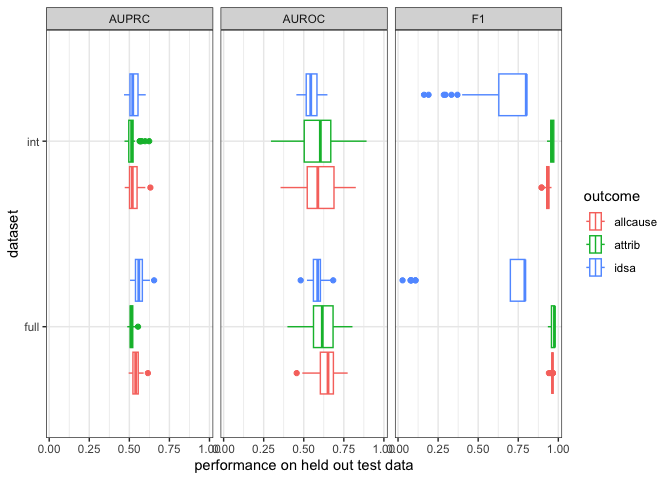 AUPRC AUROC F1
int
full
dataset
0.00 0.25 0.50 0.75 1.00 0.00 0.25 0.50 0.75 1.00 0.00 0.25 0.50 0.75 1.00
performance on held out test data
outcome
allcause
attrib
idsa